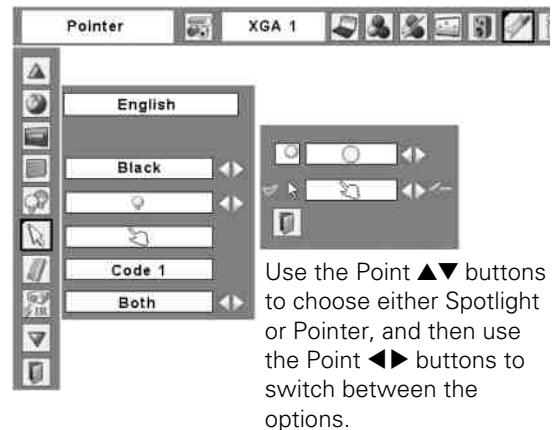 Pointer XGA 1
English
Black
Code 1
Both
Use the Point ▲▼ buttons
to choose either Spotlight
or Pointer, and then use
the Point ◀▶ buttons to
switch between the
options.